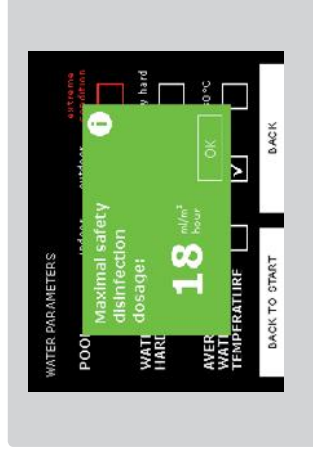 WATER PARAMETERS
extreme
condition
POO
indoor
outdoor
Maximal safety
disinfection
dosage:
18 ml/m³
hour
OK
WAT
HARD
hard
AVER
WATE
TEMPERATURE
0°C
BACK TO START
BACK